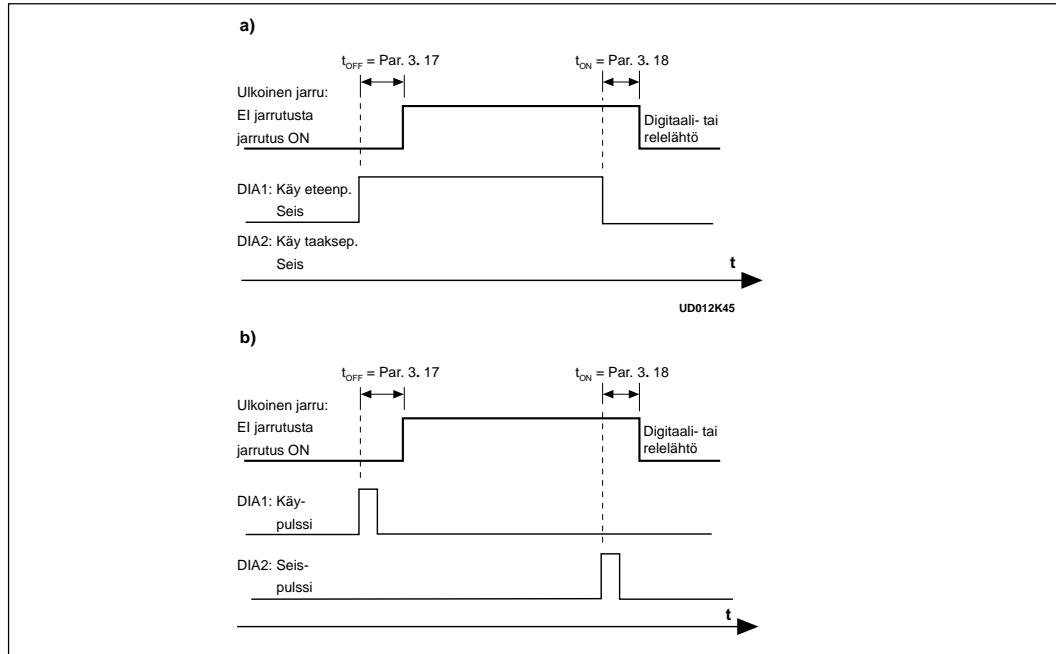 a)
tOFF = Par. 3. 17
tON = Par. 3. 18
Ulkoinen jarru:
EI jarrutusta
jarrutus ON
Digitaali- tai
relelähtö
DIA1: Käy eteenp.
Seis
DIA2: Käy taaksep.
Seis
t
UD012K45
b)
tOFF = Par. 3. 17
tON = Par. 3. 18
Ulkoinen jarru:
EI jarrutusta
jarrutus ON
Digitaali- tai
relelähtö
DIA1: Käy-
pulssi
DIA2: Seis-
pulssi
t